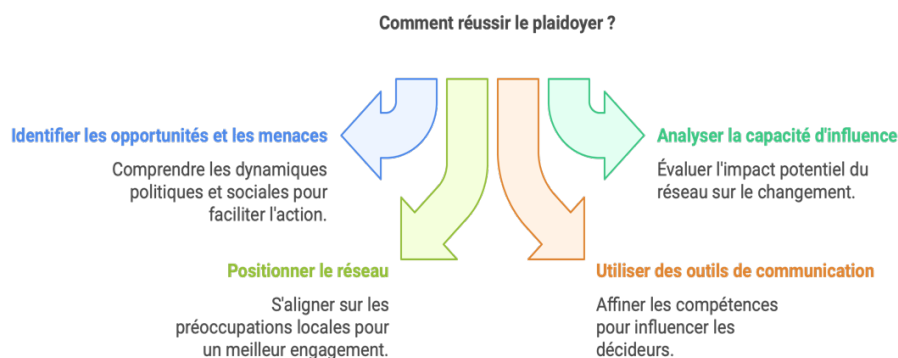 Comment réussir le plaidoyer ?
Identifier les opportunités et les menaces
Comprendre les dynamiques
politiques et sociales pour
faciliter l'action.
Analyser la capacité d'influence
Évaluer l'impact potentiel du
réseau sur le changement.
Positionner le réseau
S'aligner sur les
préoccupations locales pour
un meilleur engagement.
Utiliser des outils de communication
Affiner les compétences
pour influencer les
décideurs.